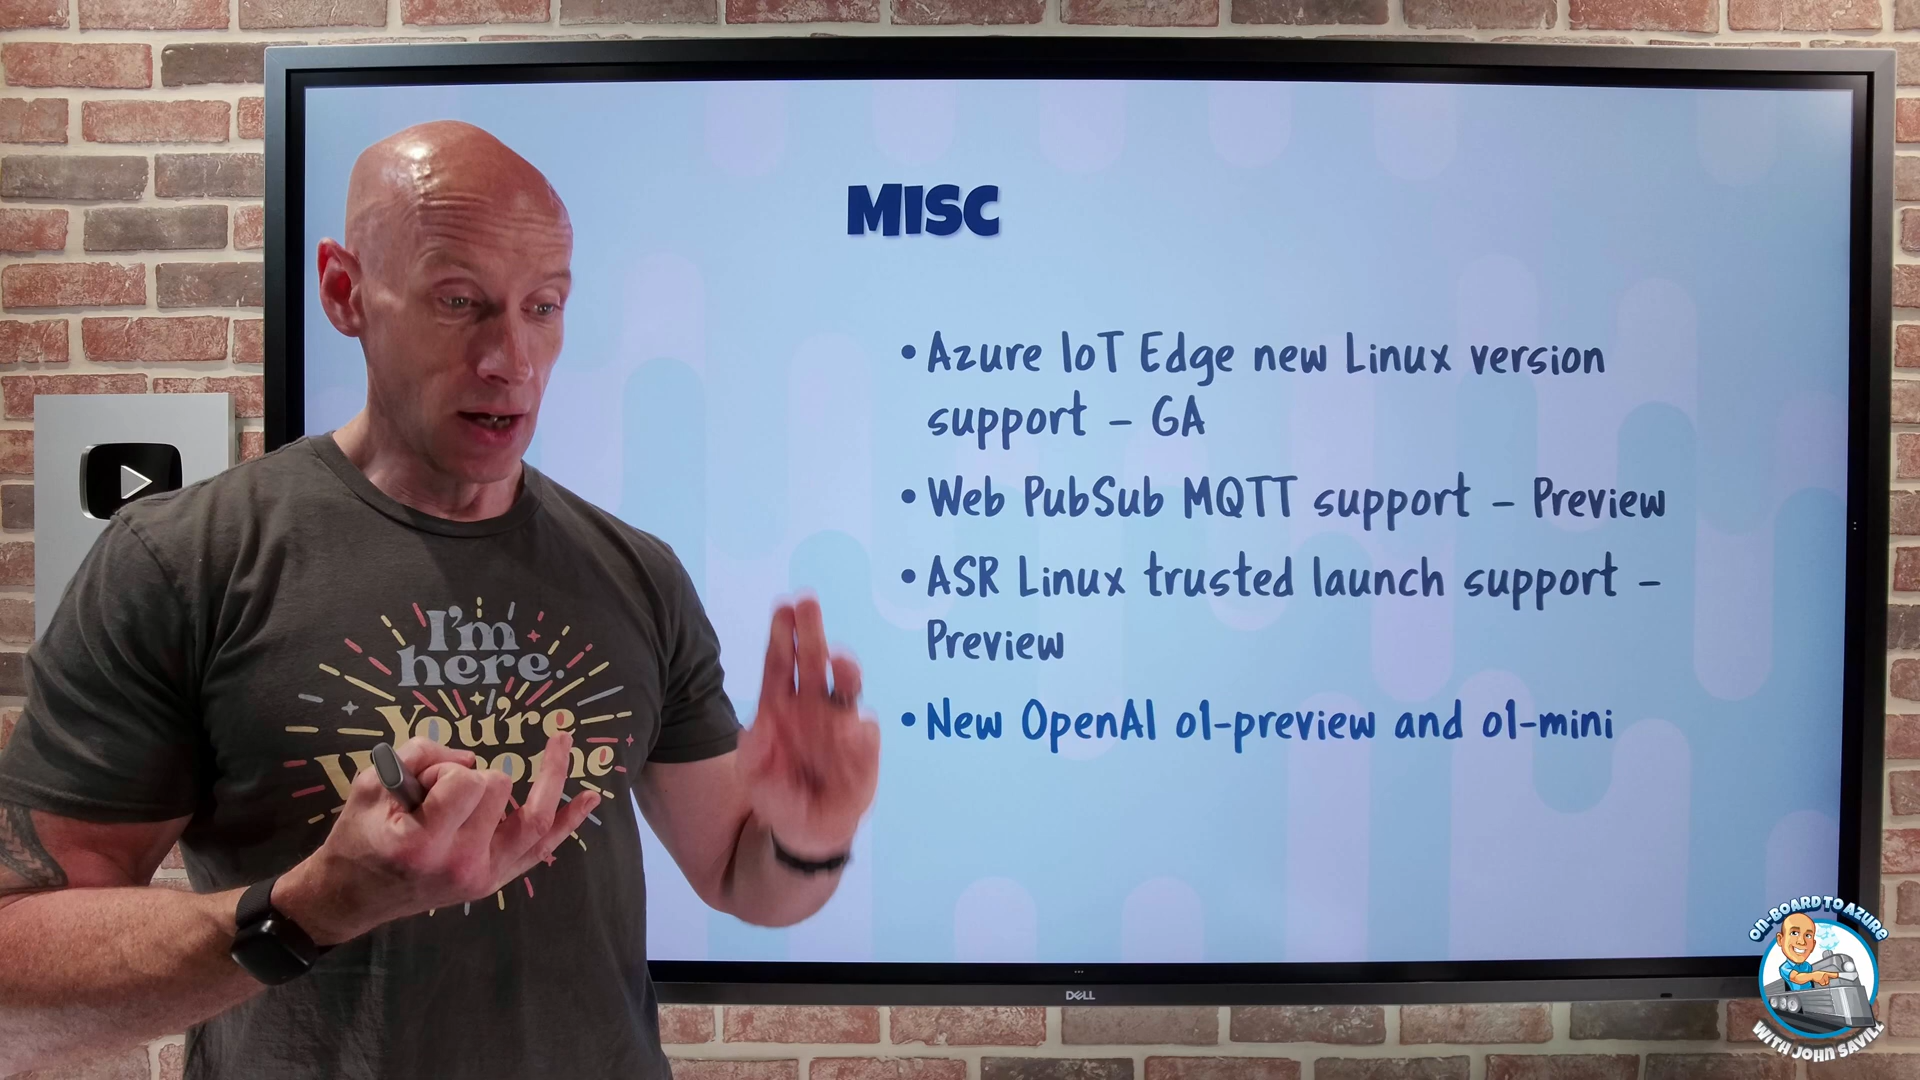 MISC
• Azure IoT Edge new Linux version
support – GA
• Web PubSub MQTT support – Preview
• ASR Linux trusted launch support –
Preview
• New OpenAI o1-preview and o1-mini
I'm
here.
You're
DELL
ON-BOARD TO AZURE
WITH JOHN SAVILL